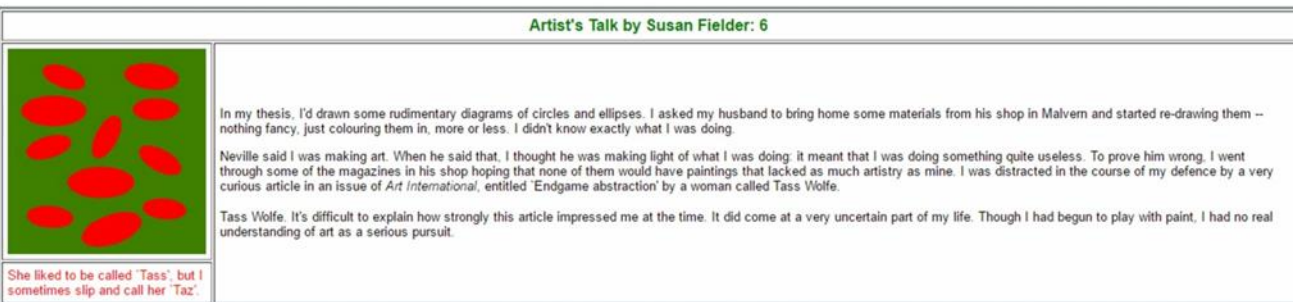 Artist's Talk by Susan Fielder: 6
In my thesis, I'd drawn some rudimentary diagrams of circles and ellipses. I asked my husband to bring home some materials from his shop in Malvern and started re-drawing them --
nothing fancy, just colouring them in, more or less. I didn't know exactly what I was doing.
Neville said I was making art. When he said that, I thought he was making light of what I was doing: it meant that I was doing something quite useless. To prove him wrong, I went
through some of the magazines in his shop hoping that none of them would have paintings that lacked as much artistry as mine. I was distracted in the course of my defence by a very
curious article in an issue of Art International, entitled `Endgame abstraction' by a woman called Tass Wolfe.
Tass Wolfe. It's difficult to explain how strongly this article impressed me at the time. It did come at a very uncertain part of my life. Though I had begun to play with paint, I had no real
understanding of art as a serious pursuit.
She liked to be called `Tass', but I
sometimes slip and call her `Taz'.